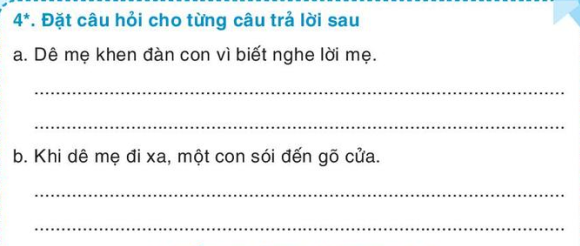 4*. Đặt câu hỏi cho từng câu trả lời sau
a. Dê mẹ khen đàn con vì biết nghe lời mẹ.
b. Khi dê mẹ đi xa, một con sói đến gõ cửa.